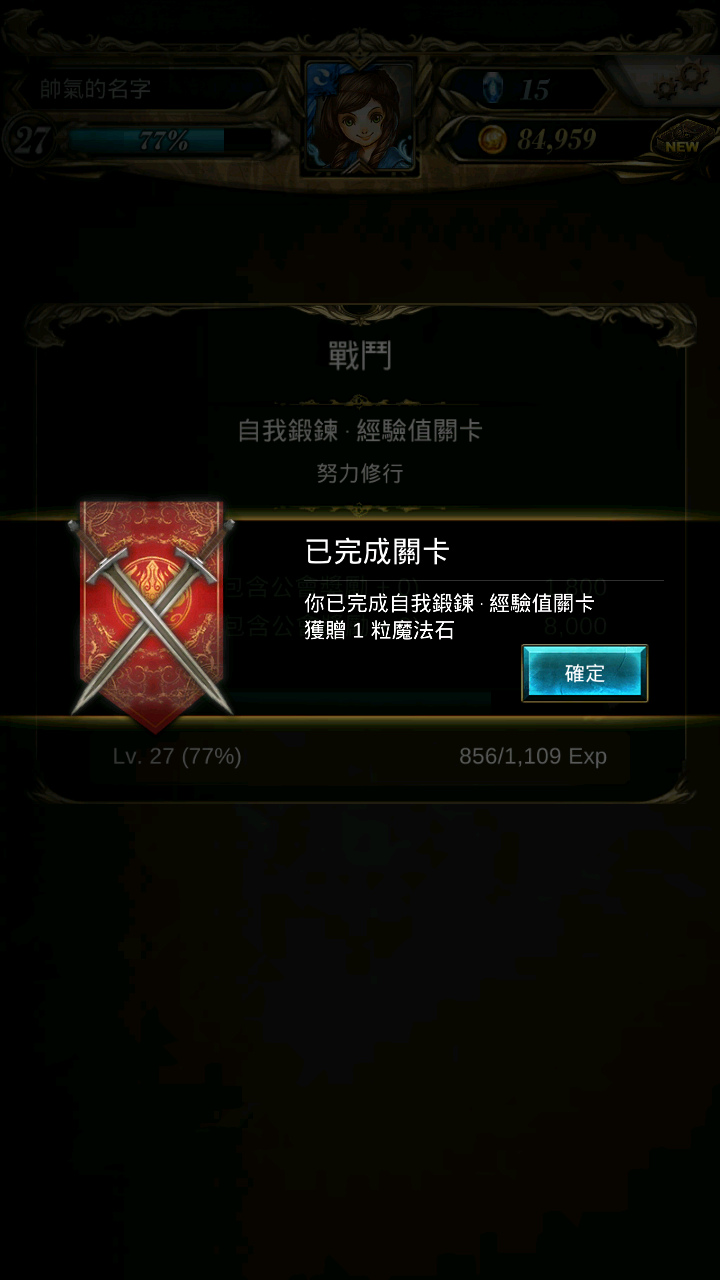 帥氣的名字
15
27
77%
84,959
NEW
戰鬥
自我鍛鍊 · 經驗值關卡
努力修行
已完成關卡
1,800
你已完成自我鍛鍊 · 經驗值關卡
獲贈 1 粒魔法石
8,000
確定
Lv. 27 (77%)
856/1,109 Exp